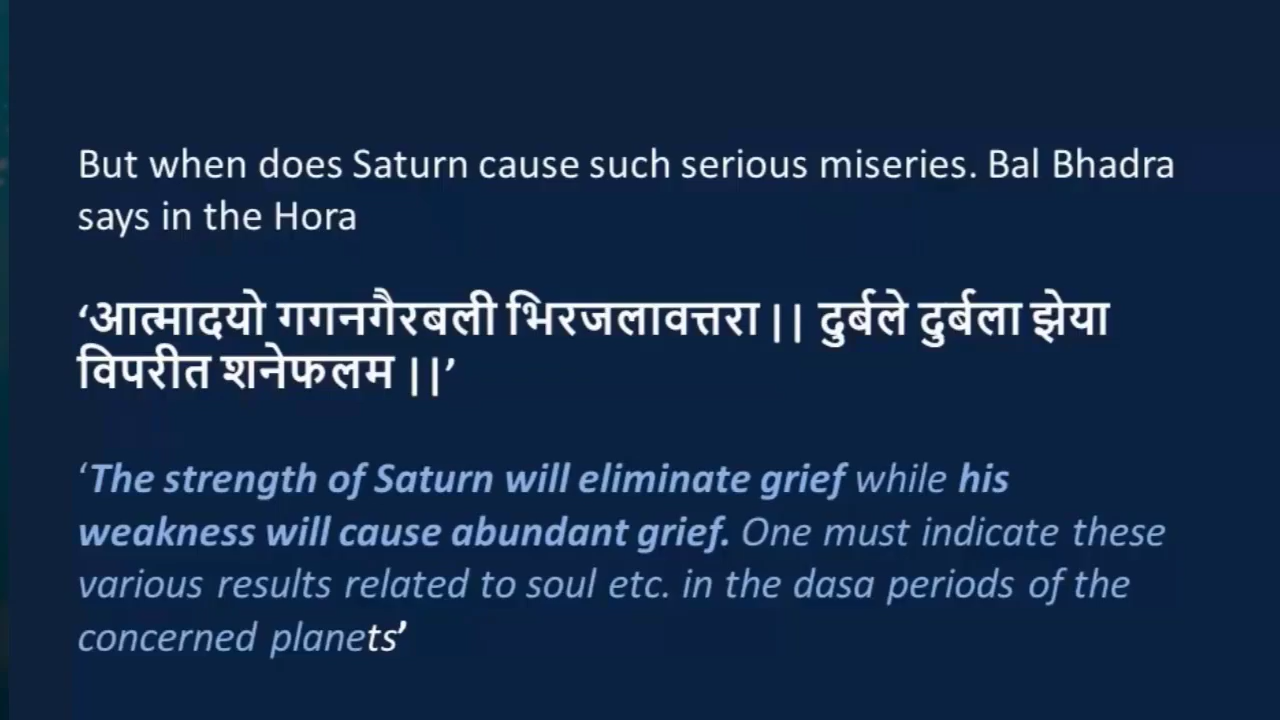 But when does Saturn cause such serious miseries. Bal Bhadra
says in the Hora
‘आत्मादयो गगनगैरबली भिरजलावत्तरा || दुर्बले दुर्बला झेया
विपरीत शनेफलम ||’
‘The strength of Saturn will eliminate grief while his
weakness will cause abundant grief. One must indicate these
various results related to soul etc. in the dasa periods of the
concerned planets’